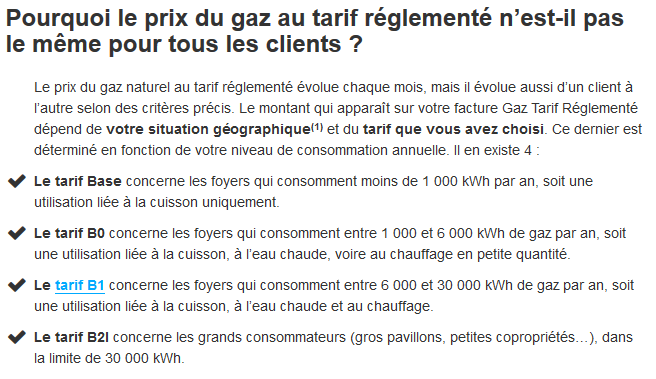 Pourquoi le prix du gaz au tarif réglementé n’est-il pas
le même pour tous les clients ?
Le prix du gaz naturel au tarif réglementé évolue chaque mois, mais il évolue aussi d’un client à
l’autre selon des critères précis. Le montant qui apparaît sur votre facture Gaz Tarif Réglementé
dépend de votre situation géographique(1) et du tarif que vous avez choisi. Ce dernier est
déterminé en fonction de votre niveau de consommation annuelle. Il en existe 4 :
Le tarif Base concerne les foyers qui consomment moins de 1 000 kWh par an, soit une
utilisation liée à la cuisson uniquement.
Le tarif B0 concerne les foyers qui consomment entre 1 000 et 6 000 kWh de gaz par an, soit
une utilisation liée à la cuisson, à l’eau chaude, voire au chauffage en petite quantité.
Le tarif B1 concerne les foyers qui consomment entre 6 000 et 30 000 kWh de gaz par an, soit
une utilisation liée à la cuisson, à l’eau chaude et au chauffage.
Le tarif B2I concerne les grands consommateurs (gros pavillons, petites copropriétés…), dans
la limite de 30 000 kWh.